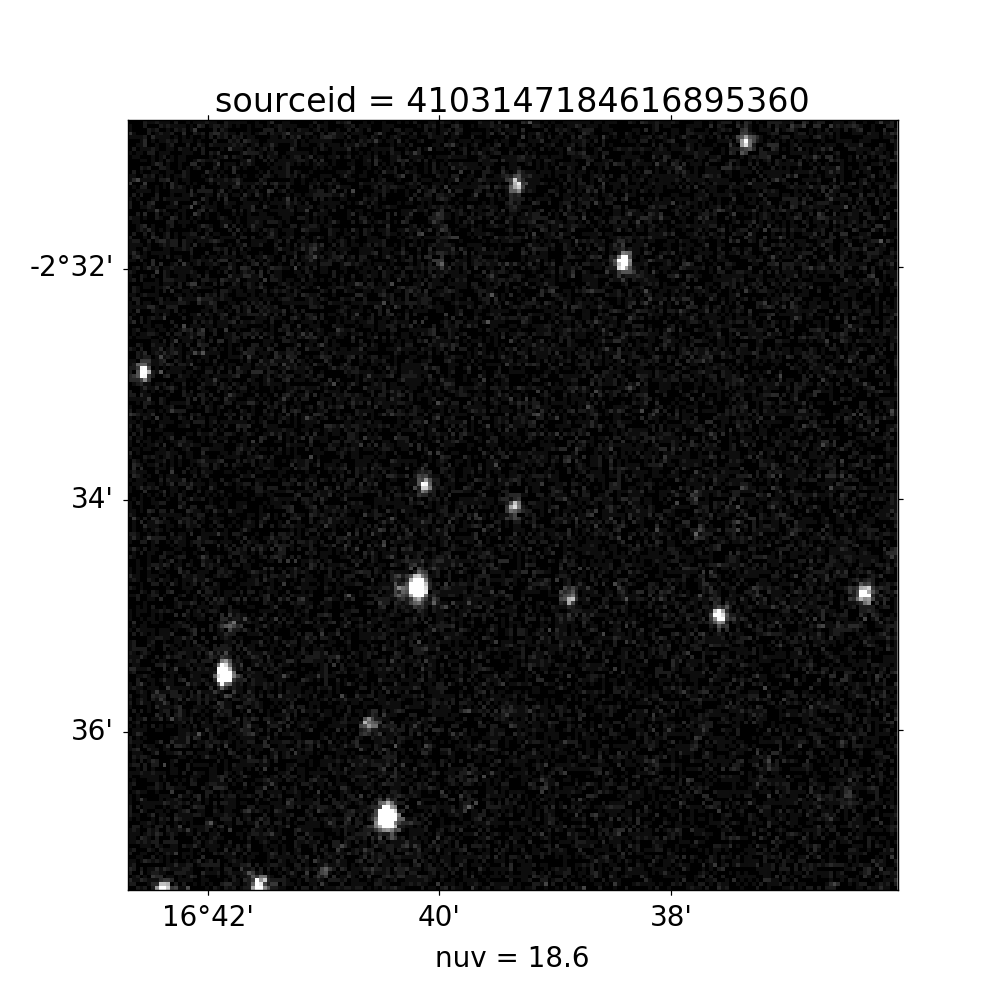 sourceid = 4103147184616895360
-2°32'
34'
36'
16°42' 40' 38'
nuv = 18.6